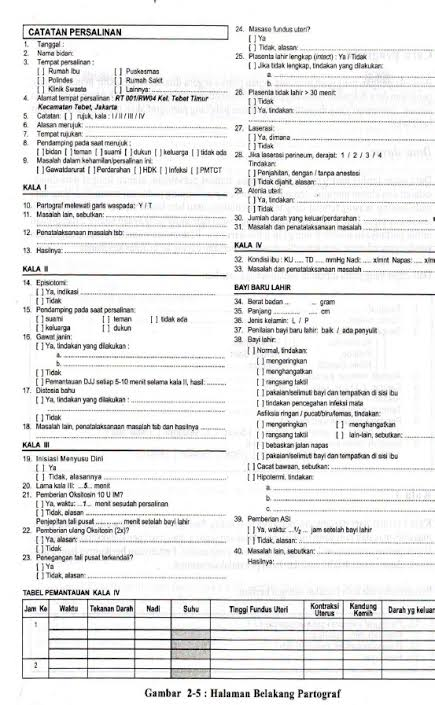 CATATAN PERSALINAN
1. Tanggal :
2. Nama bidan:
3. Tempat persalinan :
[ ] Rumah Ibu [ ] Puskesmas
[ ] Polindes [ ] Rumah Sakit
[ ] Klinik Swasta [ ] Lainnya:
4. Alamat tempat persalinan : RT 001/RW04 Kel. Tebet Timur
Kecamatan Tebet, Jakarta
5. Catatan: [ ] rujuk, kala : I / II / III / IV
6. Alasan merujuk:
7. Tempat rujukan:
8. Pendamping pada saat merujuk :
[ ] bidan [ ] teman [ ] suami [ ] dukun [ ] keluarga [ ] tidak ada
9. Masalah dalam kehamilan/persalinan ini:
[ ] Gawatdarurat [ ] Perdarahan [ ] HDK [ ] Infeksi [ ] PMTCT
KALA I
10. Partograf melewati garis waspada: Y / T
11. Masalah lain, sebutkan:
12. Penatalaksanaan masalah tsb:
13. Hasilnya:
KALA II
14. Episiotomi:
[ ] Ya, indikasi
[ ] Tidak
15. Pendamping pada saat persalinan:
[ ] suami [ ] teman [ ] tidak ada
[ ] keluarga [ ] dukun
16. Gawat janin:
[ ] Ya, tindakan yang dilakukan :
a.
b.
[ ] Tidak
[ ] Pemantauan DJJ setiap 5-10 menit selama kala II, hasil:
17. Distosia bahu
[ ] Ya, tindakan yang dilakukan :
[ ] Tidak
18. Masalah lain, penatalaksanaan masalah tsb dan hasilnya
KALA III
19. Inisiasi Menyusu Dini
[ ] Ya
[ ] Tidak, alasannya
20. Lama kala III: ...5... menit
21. Pemberian Oksitosin 10 U IM?
[ ] Ya, waktu: ...1... menit sesudah persalinan
[ ] Tidak, alasan
Penjepitan tali pusat .............. menit setelah bayi lahir
22. Pemberian ulang Oksitosin (2x)?
[ ] Ya, alasan:
[ ] Tidak
23. Penegangan tali pusat terkendali?
[ ] Ya
[ ] Tidak, alasan:
24. Masase fundus uteri?
[ ] Ya
[ ] Tidak, alasan:
25. Plasenta lahir lengkap (intact) : Ya / Tidak
[ ] Jika tidak lengkap, tindakan yang dilakukan:
a.
b.
26. Plasenta tidak lahir > 30 menit:
[ ] Tidak
[ ] Ya, tindakan:
27. Laserasi:
[ ] Ya, dimana
[ ] Tidak
28. Jika laserasi perineum, derajat: 1 / 2 / 3 / 4
Tindakan:
[ ] Penjahitan, dengan / tanpa anestesi
[ ] Tidak dijahit, alasan:
29. Atonia uteri:
[ ] Ya, tindakan:
[ ] Tidak
30. Jumlah darah yang keluar/perdarahan :
31. Masalah dan penatalaksanaan masalah
KALA IV
32. Kondisi ibu : KU ..... TD ..... mmHg Nadi: ..... x/mnt Napas: ..... x/m
33. Masalah dan penatalaksanaan masalah
BAYI BARU LAHIR
34. Berat badan ... ... gram
35. Panjang ..................... cm
36. Jenis kelamin: L / P
37. Penilaian bayi baru lahir: baik / ada penyulit
38. Bayi lahir:
[ ] Normal, tindakan:
[ ] mengeringkan
[ ] menghangatkan
[ ] rangsang taktil
[ ] pakaian/selimuti bayi dan tempatkan di sisi ibu
[ ] tindakan pencegahan infeksi mata
Asfiksia ringan / pucat/biru/lemas, tindakan:
[ ] mengeringkan [ ] menghangatkan
[ ] rangsang taktil [ ] lain-lain, sebutkan:
[ ] bebaskan jalan napas
[ ] pakaian/selimuti bayi dan tempatkan di sisi ibu
[ ] Cacat bawaan, sebutkan:
[ ] Hipotermi, tindakan:
a.
b.
c.
39. Pemberian ASI
[ ] Ya, waktu: ...½ ... jam setelah bayi lahir
[ ] Tidak, alasan:
40. Masalah lain, sebutkan:
Hasilnya:
TABEL PEMANTAUAN KALA IV
Jam Ke Waktu Tekanan Darah Nadi Suhu Tinggi Fundus Uteri Kontraksi Uterus Kandung Kemih Darah yg keluar
1
2
Gambar 2-5 : Halaman Belakang Partograf